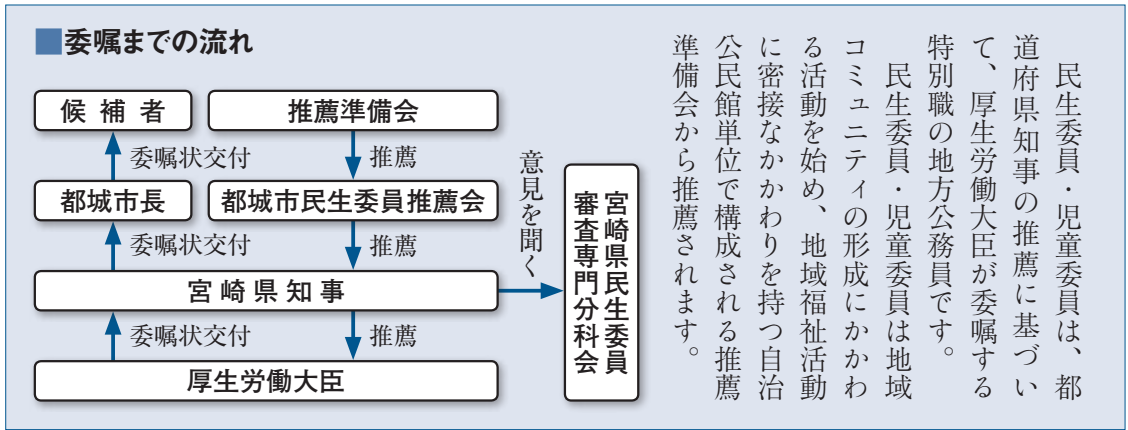 ■委嘱までの流れ
候補者
推薦準備会
委嘱状交付
推薦
都城市長
都城市民生委員推薦会
委嘱状交付
推薦
宮崎県知事
意見を聞く
宮崎県民生委員
審査専門分科会
委嘱状交付
推薦
厚生労働大臣
民生委員・児童委員は、都
道府県知事の推薦に基づい
て、厚生労働大臣が委嘱する
特別職の地方公務員です。
民生委員・児童委員は地域
コミュニティの形成にかかわ
る活動を始め、地域福祉活動
に密接なかかわりを持つ自治
公民館単位で構成される推薦
準備会から推薦されます。